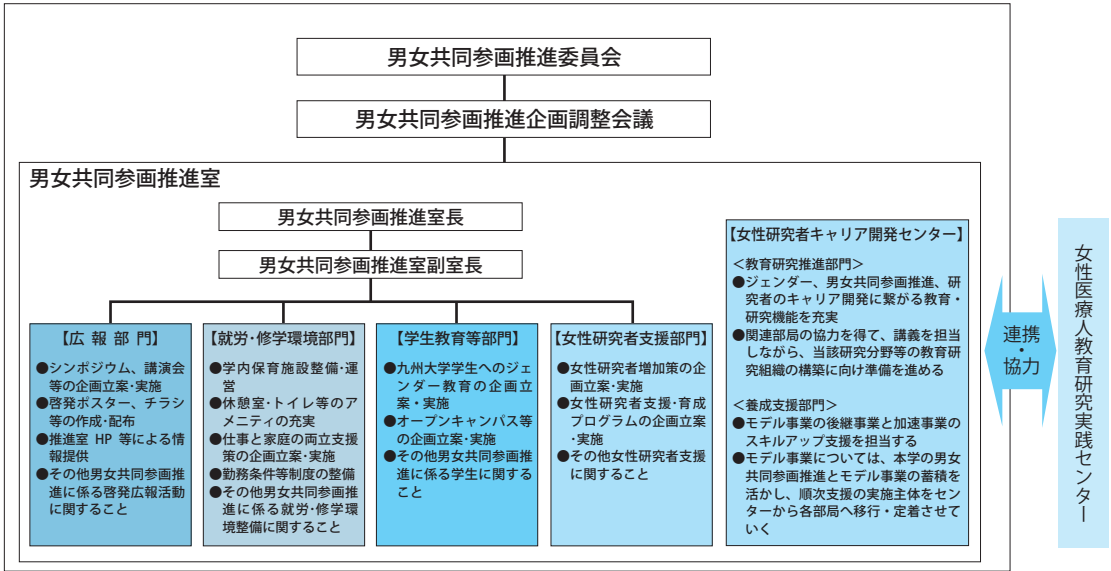 男女共同参画推進委員会
男女共同参画推進企画調整会議
男女共同参画推進室
男女共同参画推進室長
男女共同参画推進室副室長
【広 報 部 門】
●シンポジウム、講演会
等の企画立案･実施
●啓発ポスター、チラシ
等の作成･配布
●推進室 HP 等による情
報提供
●その他男女共同参画推
進に係る啓発広報活動
に関すること
【就労･修学環境部門】
●学内保育施設整備･運
営
●休憩室･トイレ等のア
メニティの充実
●仕事と家庭の両立支援
策の企画立案･実施
●勤務条件等制度の整備
●その他男女共同参画推
進に係る就労･修学環
境整備に関すること
【学生教育等部門】
●九州大学学生へのジェ
ンダー教育の企画立
案・実施
●オープンキャンパス等
の企画立案･実施
●その他男女共同参画推
進に係る学生に関する
こと
【女性研究者支援部門】
●女性研究者増加策の企
画立案･実施
●女性研究者支援･育成
プログラムの企画立案
･実施
●その他女性研究者支援
に関すること
【女性研究者キャリア開発センター】
＜教育研究推進部門＞
●ジェンダー、男女共同参画推進、研
究者のキャリア開発に繋がる教育・
研究機能を充実
●関連部局の協力を得て、講義を担当
しながら、当該研究分野等の教育研
究組織の構築に向け準備を進める
＜養成支援部門＞
●モデル事業の後継事業と加速事業の
スキルアップ支援を担当する
●モデル事業については、本学の男女
共同参画推進とモデル事業の蓄積を
活かし、順次支援の実施主体をセン
ターから各部局へ移行・定着させて
いく
連携
・
協力
女性医療人教育研究実践センター